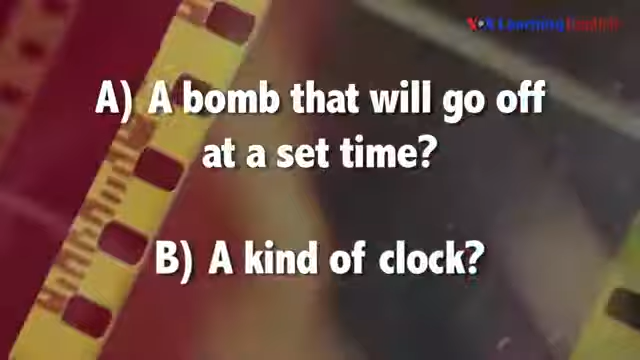 VOA Learning English
A) A bomb that will go off
at a set time?
B) A kind of clock?